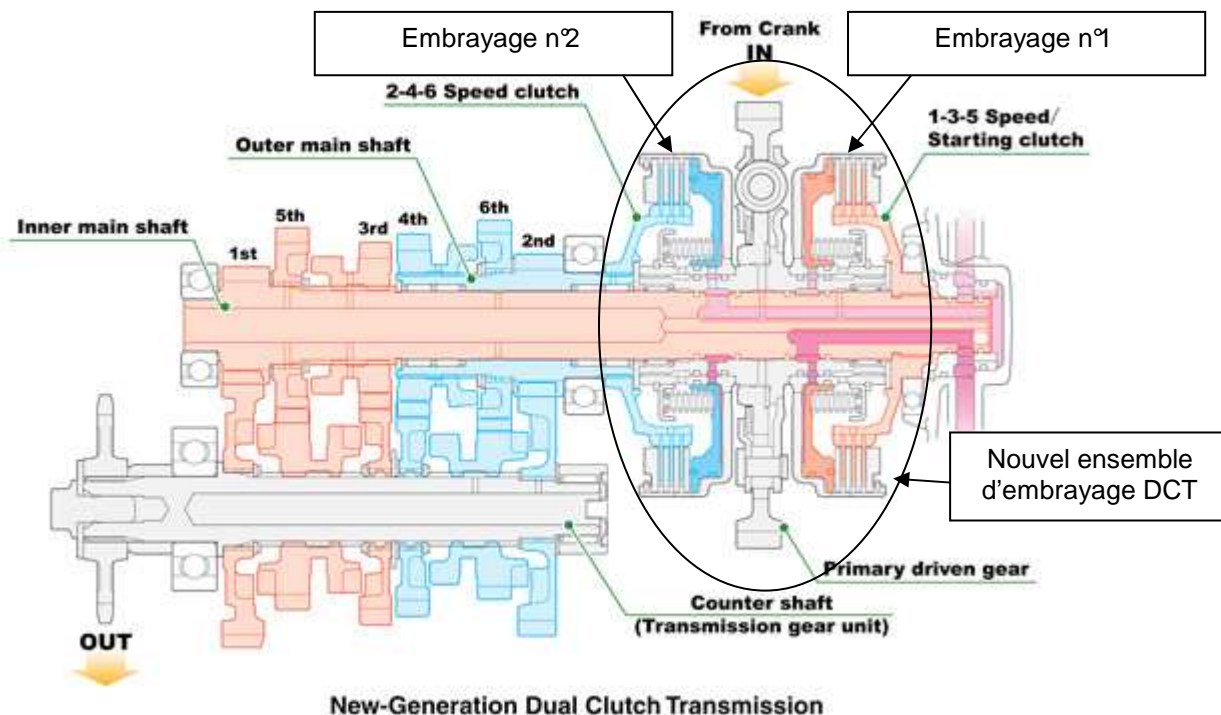 Embrayage n°2
From Crank
IN
Embrayage n°1
2-4-6 Speed clutch
1-3-5 Speed/
Starting clutch
Outer main shaft
Inner main shaft
1st
5th
3rd
4th
6th
2nd
Nouvel ensemble
d'embrayage DCT
Primary driven gear
Counter shaft
(Transmission gear unit)
OUT
New-Generation Dual Clutch Transmission